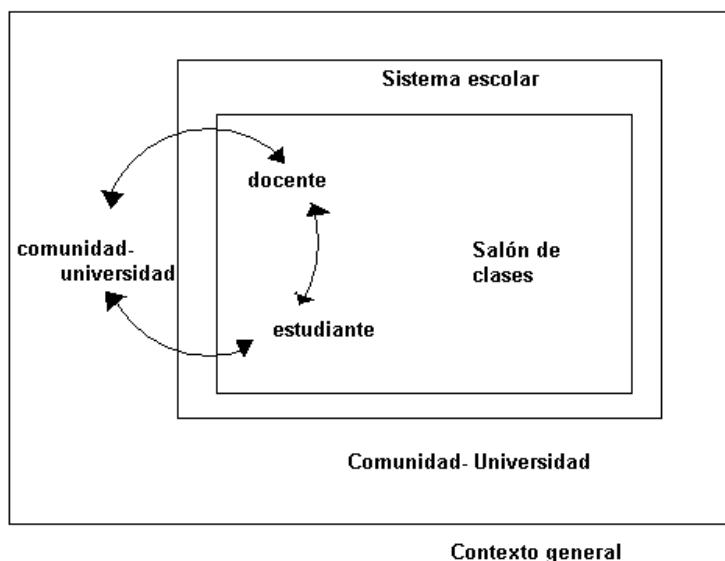 Sistema escolar
docente
comunidad-
universidad
Salón de
clases
estudiante
Comunidad- Universidad
Contexto general